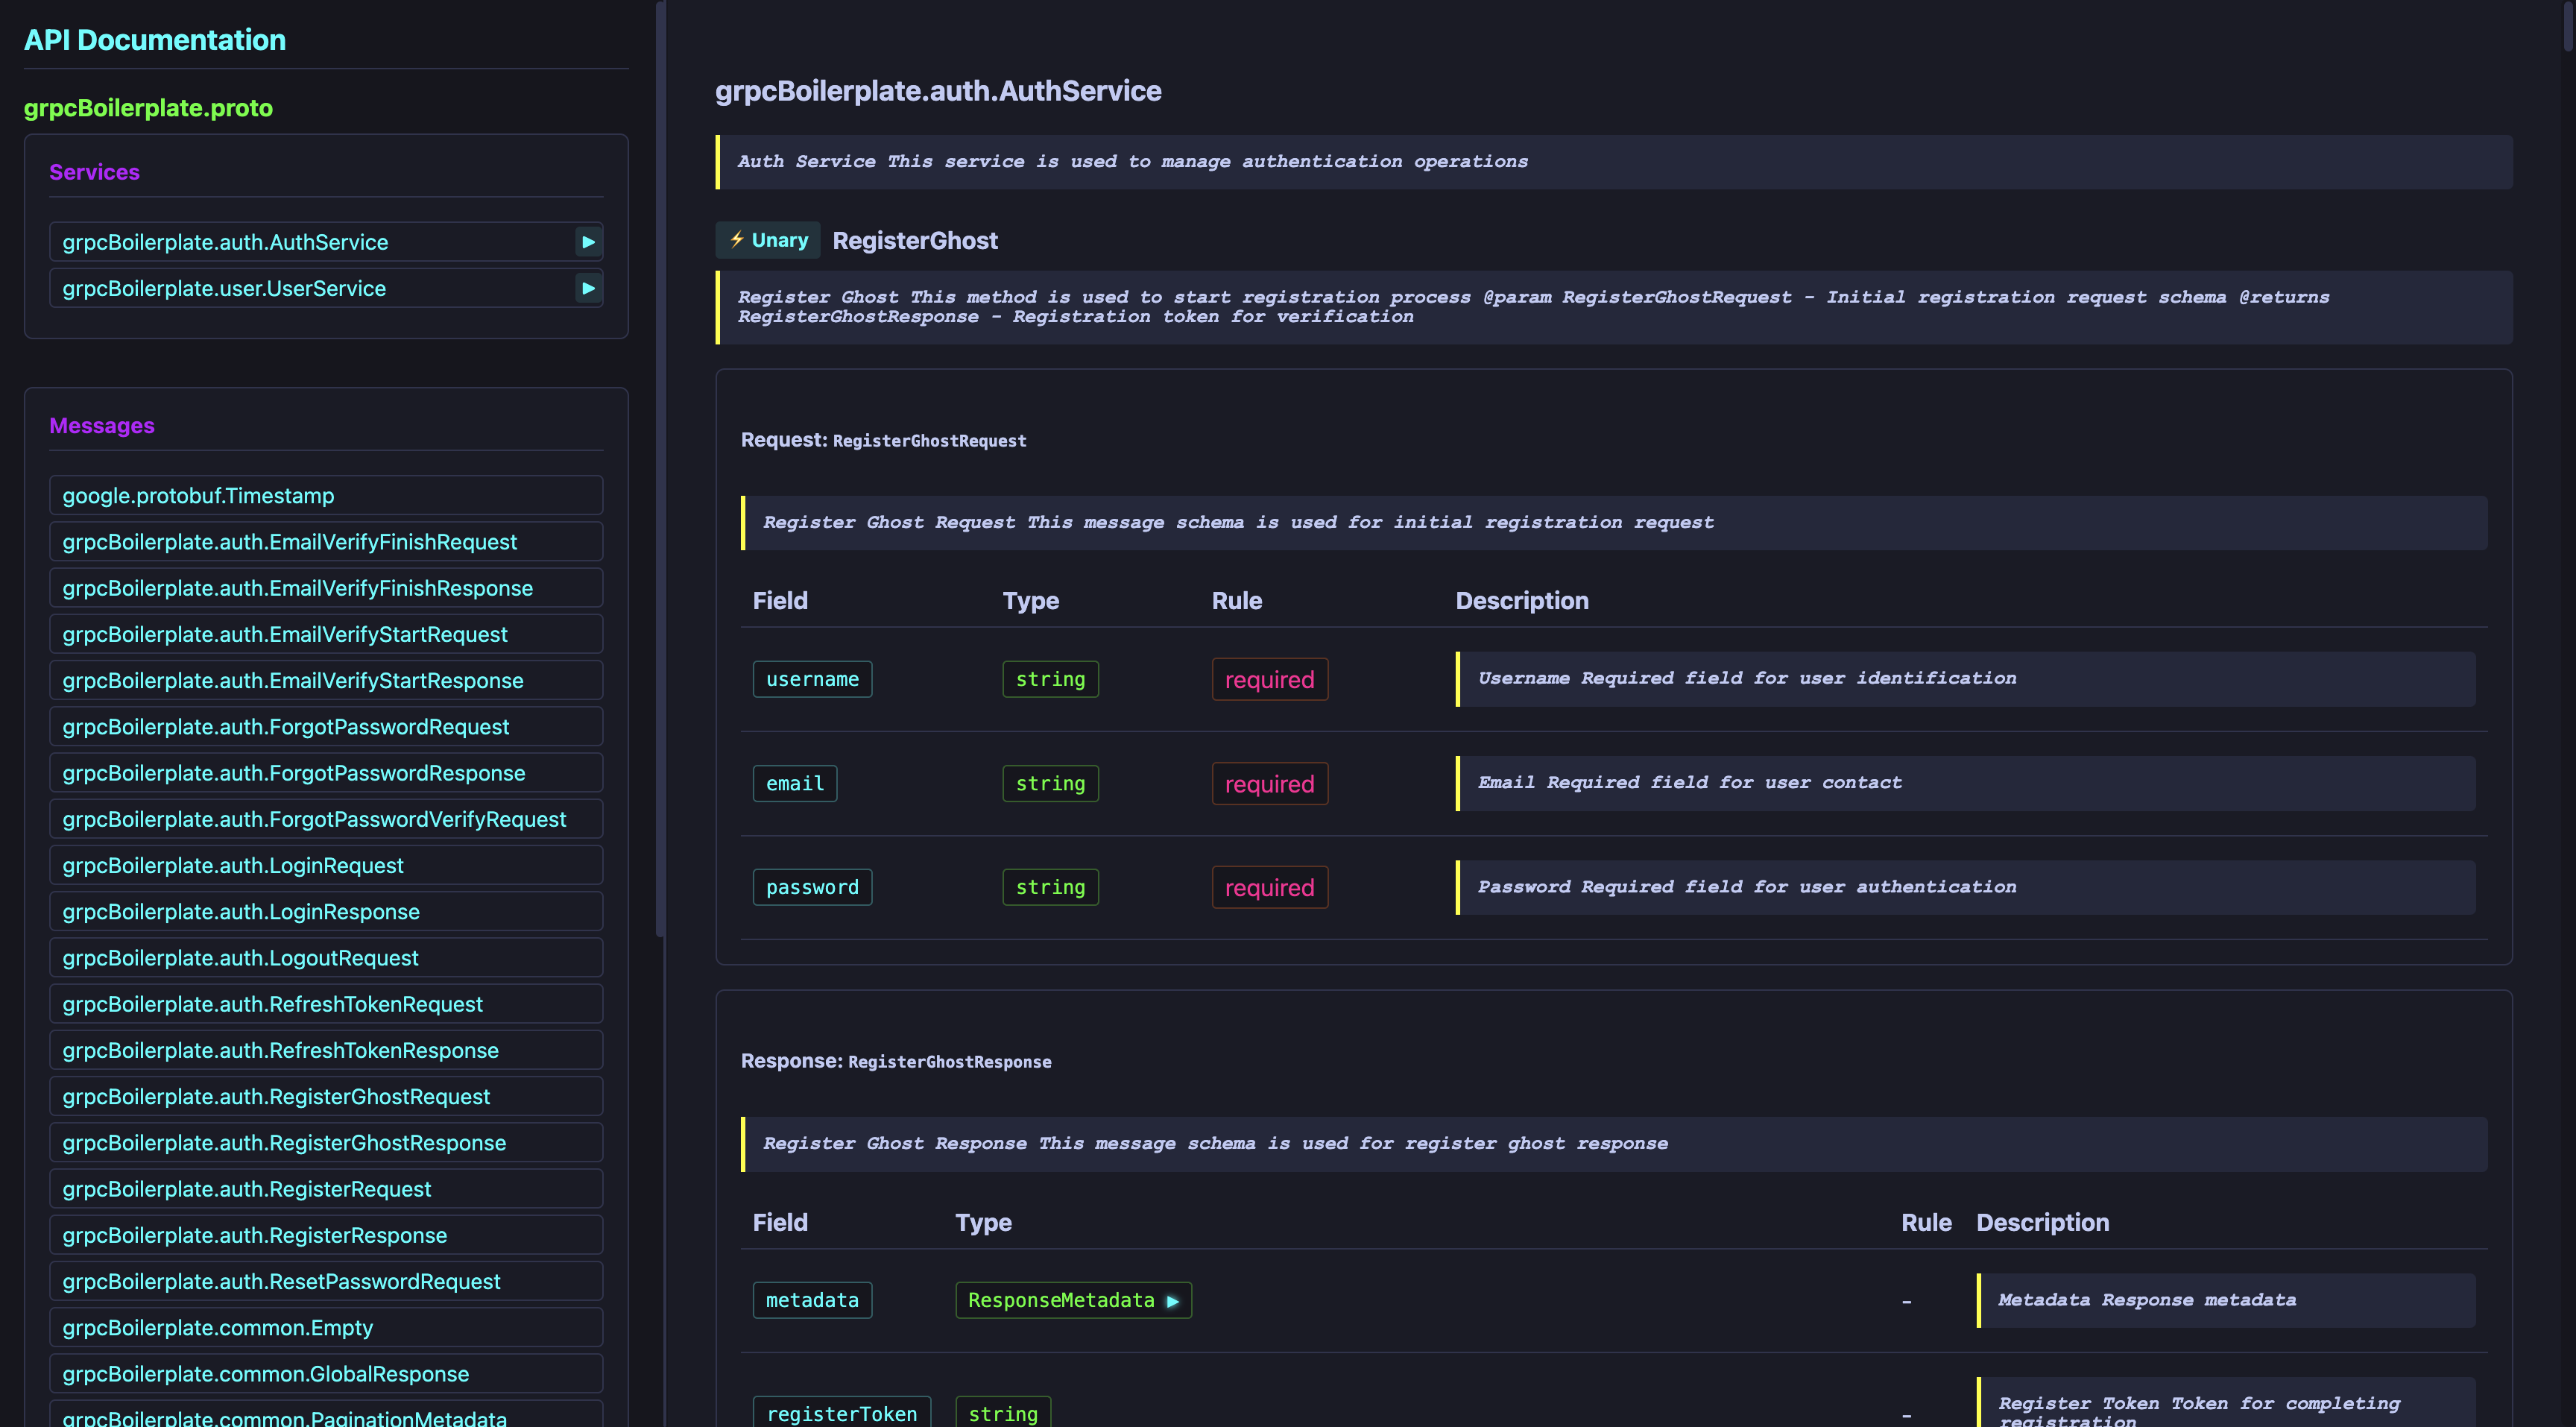 API Documentation
grpcBoilerplate.proto
Services
grpcBoilerplate.auth.AuthService
grpcBoilerplate.user.UserService
Messages
google.protobuf.Timestamp
grpcBoilerplate.auth.EmailVerifyFinishRequest
grpcBoilerplate.auth.EmailVerifyFinishResponse
grpcBoilerplate.auth.EmailVerifyStartRequest
grpcBoilerplate.auth.EmailVerifyStartResponse
grpcBoilerplate.auth.ForgotPasswordRequest
grpcBoilerplate.auth.ForgotPasswordResponse
grpcBoilerplate.auth.ForgotPasswordVerifyRequest
grpcBoilerplate.auth.LoginRequest
grpcBoilerplate.auth.LoginResponse
grpcBoilerplate.auth.LogoutRequest
grpcBoilerplate.auth.RefreshTokenRequest
grpcBoilerplate.auth.RefreshTokenResponse
grpcBoilerplate.auth.RegisterGhostRequest
grpcBoilerplate.auth.RegisterGhostResponse
grpcBoilerplate.auth.RegisterRequest
grpcBoilerplate.auth.RegisterResponse
grpcBoilerplate.auth.ResetPasswordRequest
grpcBoilerplate.common.Empty
grpcBoilerplate.common.GlobalResponse
grpcBoilerplate.common.PaginationMetadata
grpcBoilerplate.auth.AuthService
Auth Service This service is used to manage authentication operations
⚡ Unary RegisterGhost
Register Ghost This method is used to start registration process @param RegisterGhostRequest - Initial registration request schema @returns
RegisterGhostResponse - Registration token for verification
Request: RegisterGhostRequest
Register Ghost Request This message schema is used for initial registration request
Field Type Rule Description
username string required Username Required field for user identification
email string required Email Required field for user contact
password string required Password Required field for user authentication
Response: RegisterGhostResponse
Register Ghost Response This message schema is used for register ghost response
Field Type Rule Description
metadata ResponseMetadata ▶ - Metadata Response metadata
registerToken string - Register Token Token for completing
registration